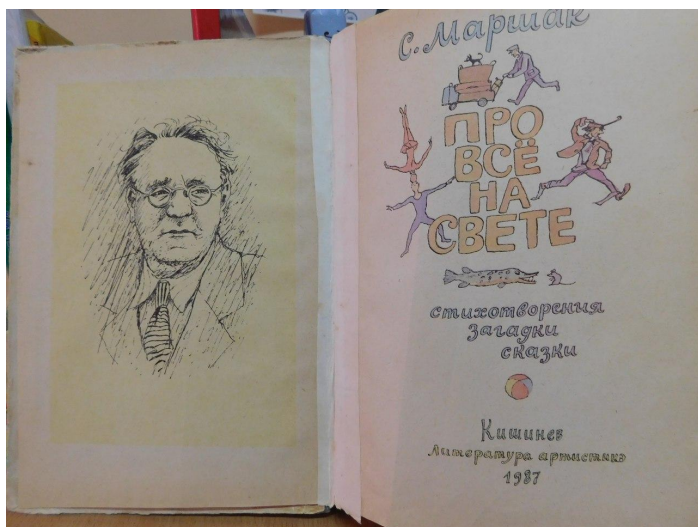 С. Маршак
ПРО
ВСЁ
НА
СВЕТЕ
стихотворения
загадки
сказки
Кишинев
Литература артистикэ
1987